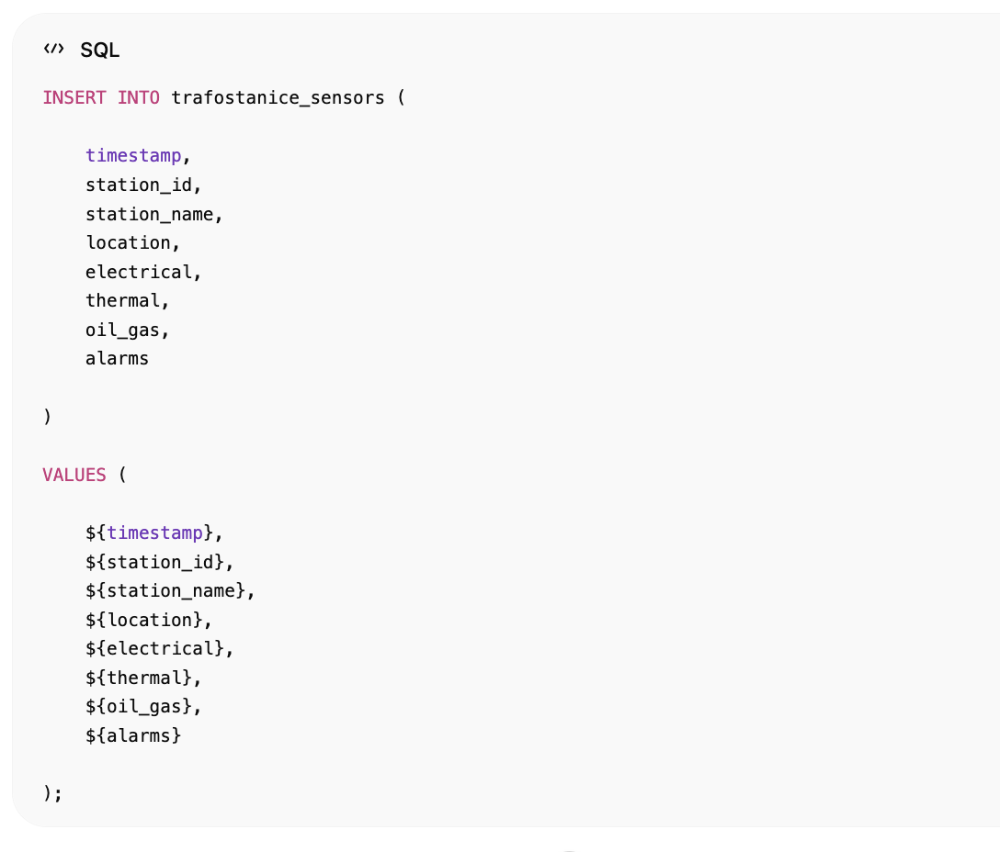 </> SQL
INSERT INTO trafostanice_sensors (
timestamp,
station_id,
station_name,
location,
electrical,
thermal,
oil_gas,
alarms
)
VALUES (
${timestamp},
${station_id},
${station_name},
${location},
${electrical},
${thermal},
${oil_gas},
${alarms}
);